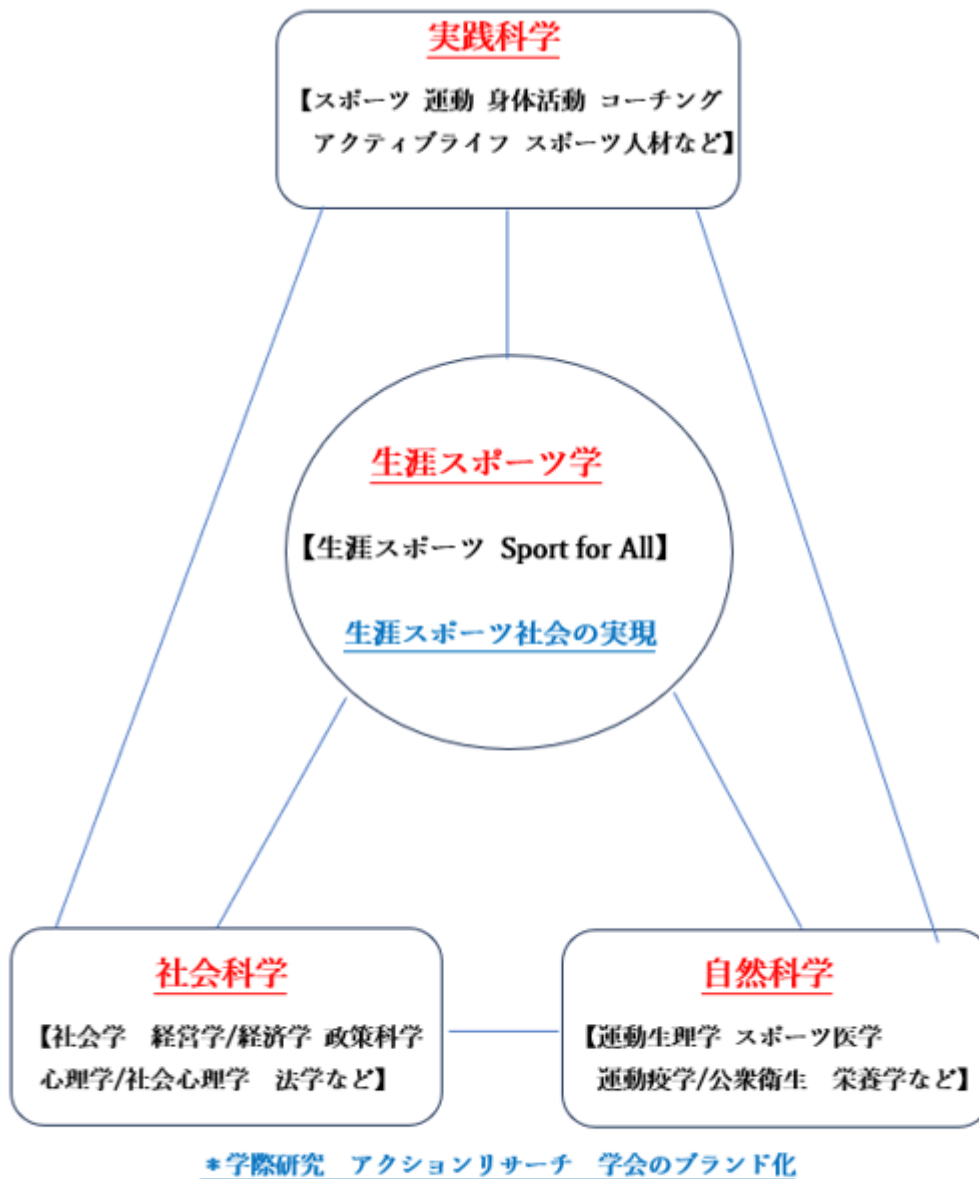 実践科学
【スポーツ 運動 身体活動 コーチング
アクティブライフ スポーツ人材など】
生涯スポーツ学
【生涯スポーツ Sport for All】
生涯スポーツ社会の実現
社会科学
【社会学　経営学/経済学 政策科学
心理学/社会心理学　法学など】
自然科学
【運動生理学 スポーツ医学
運動疫学/公衆衛生　栄養学など】
＊学際研究　アクションリサーチ　学会のブランド化